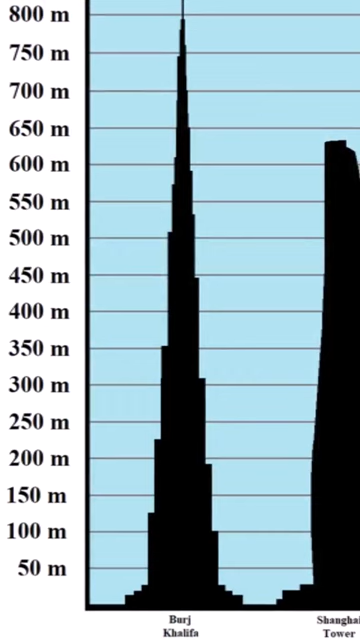 800 m
750 m
700 m
650 m
600 m
550 m
500 m
450 m
400 m
350 m
300 m
250 m
200 m
150 m
100 m
50 m
Burj
Khalifa
Shanghai
Tower